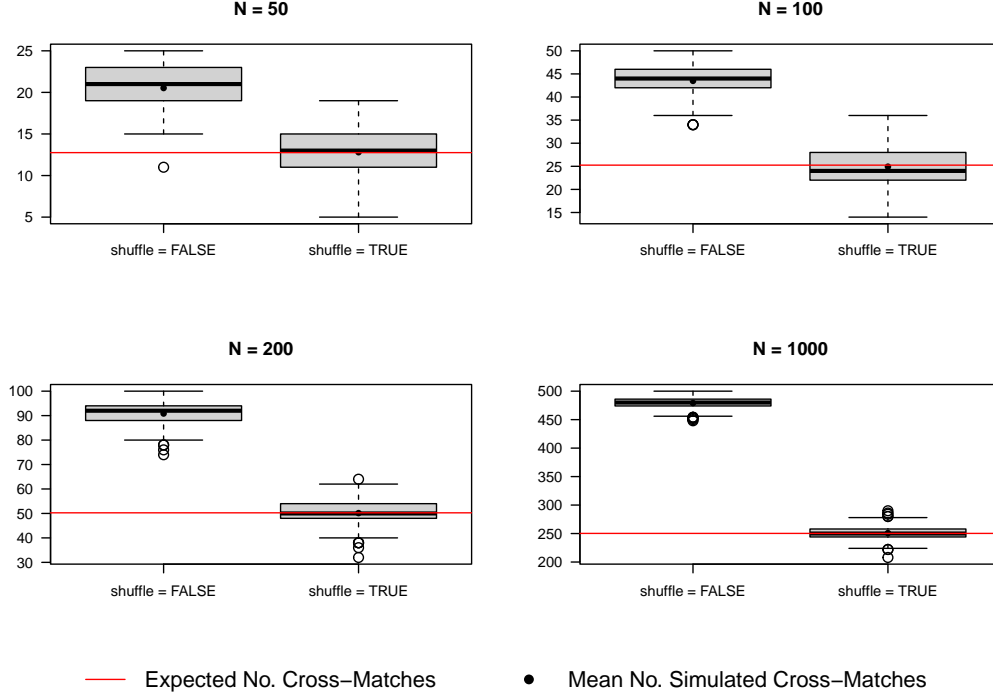 N = 50
25
20
15
10
5
shuffle = FALSE
shuffle = TRUE
N = 100
50
45
40
35
30
25
20
15
shuffle = FALSE
shuffle = TRUE
N = 200
100
90
80
70
60
50
40
30
shuffle = FALSE
shuffle = TRUE
N = 1000
500
450
400
350
300
250
200
shuffle = FALSE
shuffle = TRUE
Expected No. Cross−Matches
Mean No. Simulated Cross−Matches